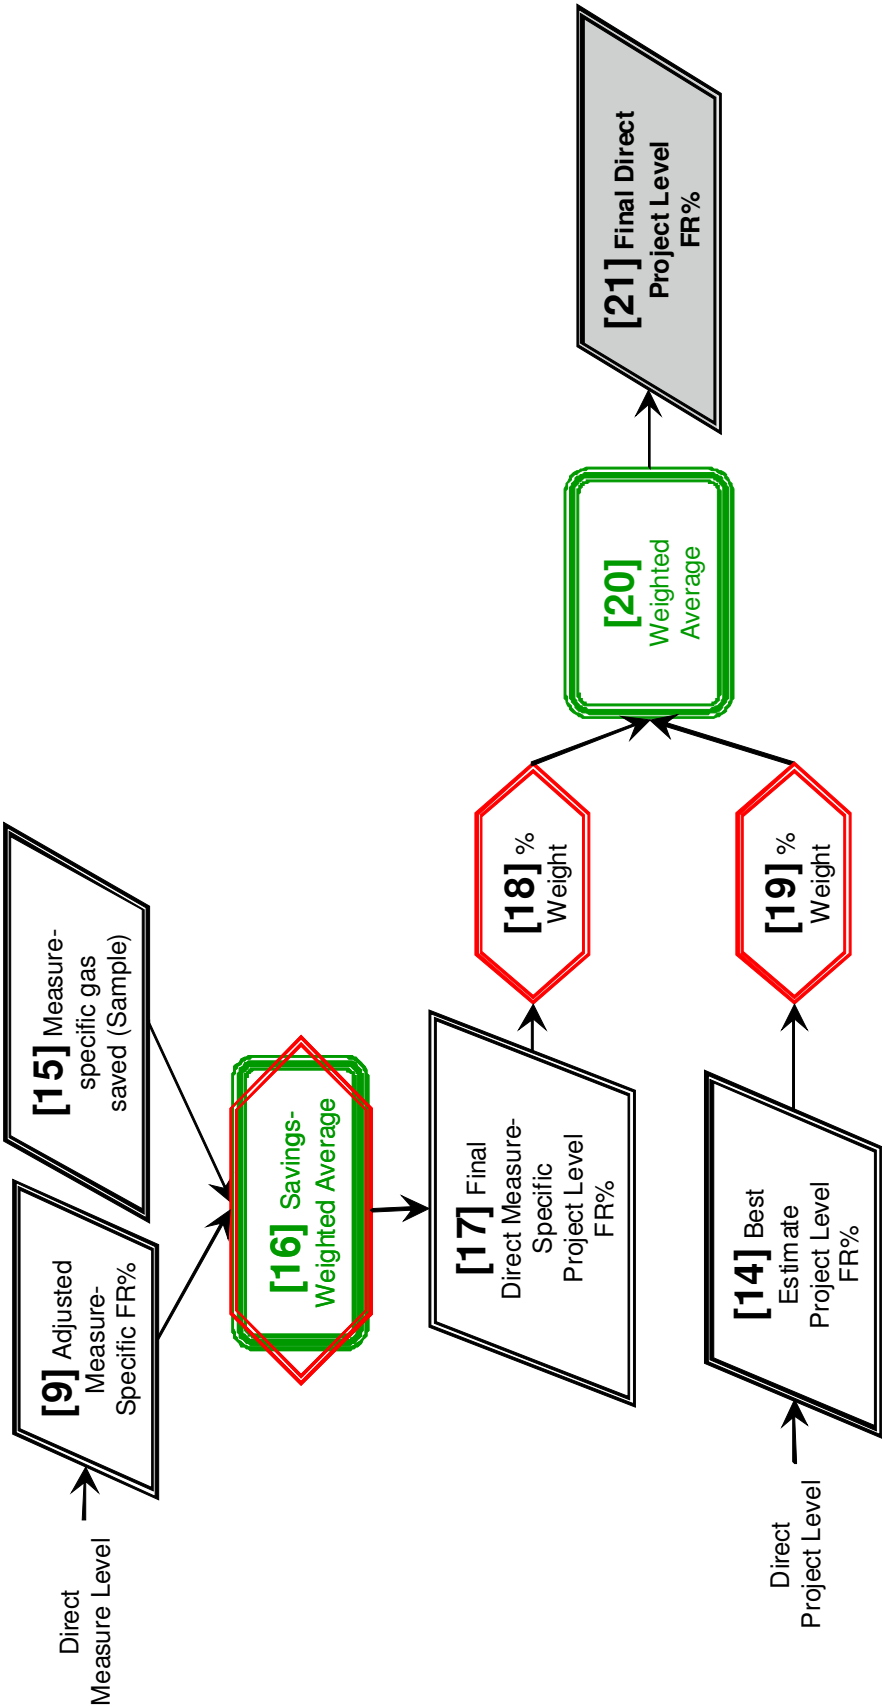 Direct
Measure Level
[9] Adjusted
Measure-
Specific FR%
[15] Measure-
specific gas
saved (Sample)
[16] Savings-
Weighted Average
[17] Final
Direct Measure-
Specific
Project Level
FR%
[18] %
Weight
Direct
Project Level
[14] Best
Estimate
Project Level
FR%
[19] %
Weight
[20]
Weighted
Average
[21] Final Direct
Project Level
FR%